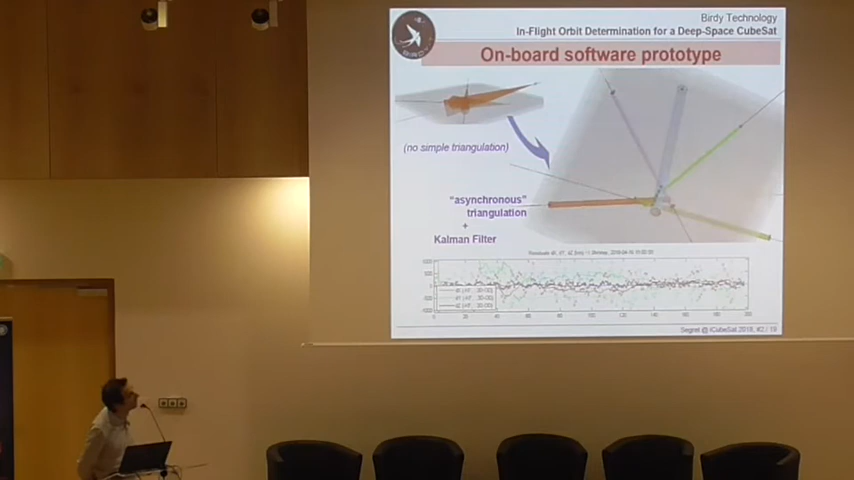 Birdy Technology
In-Flight Orbit Determination for a Deep-Space CubeSat
On-board software prototype
(no simple triangulation)
"asynchronous"
triangulation
+
Kalman Filter
Segret @ iCubeSat 2018, #2 / 19